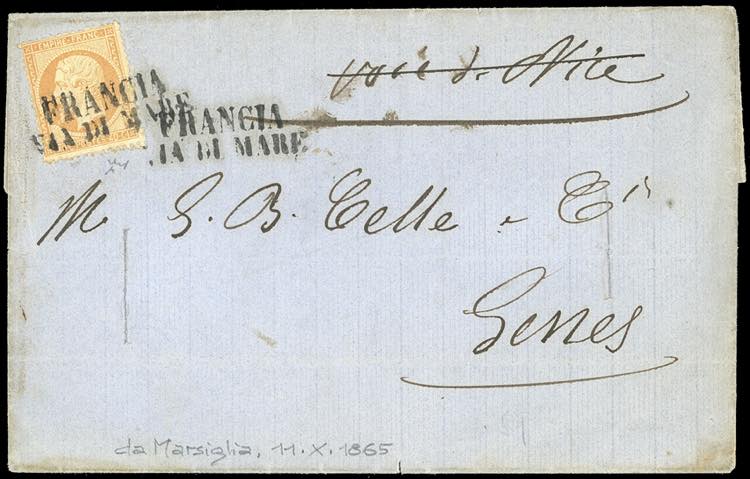 EMPIRE FRANC
FRANCIA
VIA DI MARE
FRANCIA
VIA DI MARE
voie de Nice
M G. B. Celle e Cie
Genes
da Marsiglia, 11.X.1865